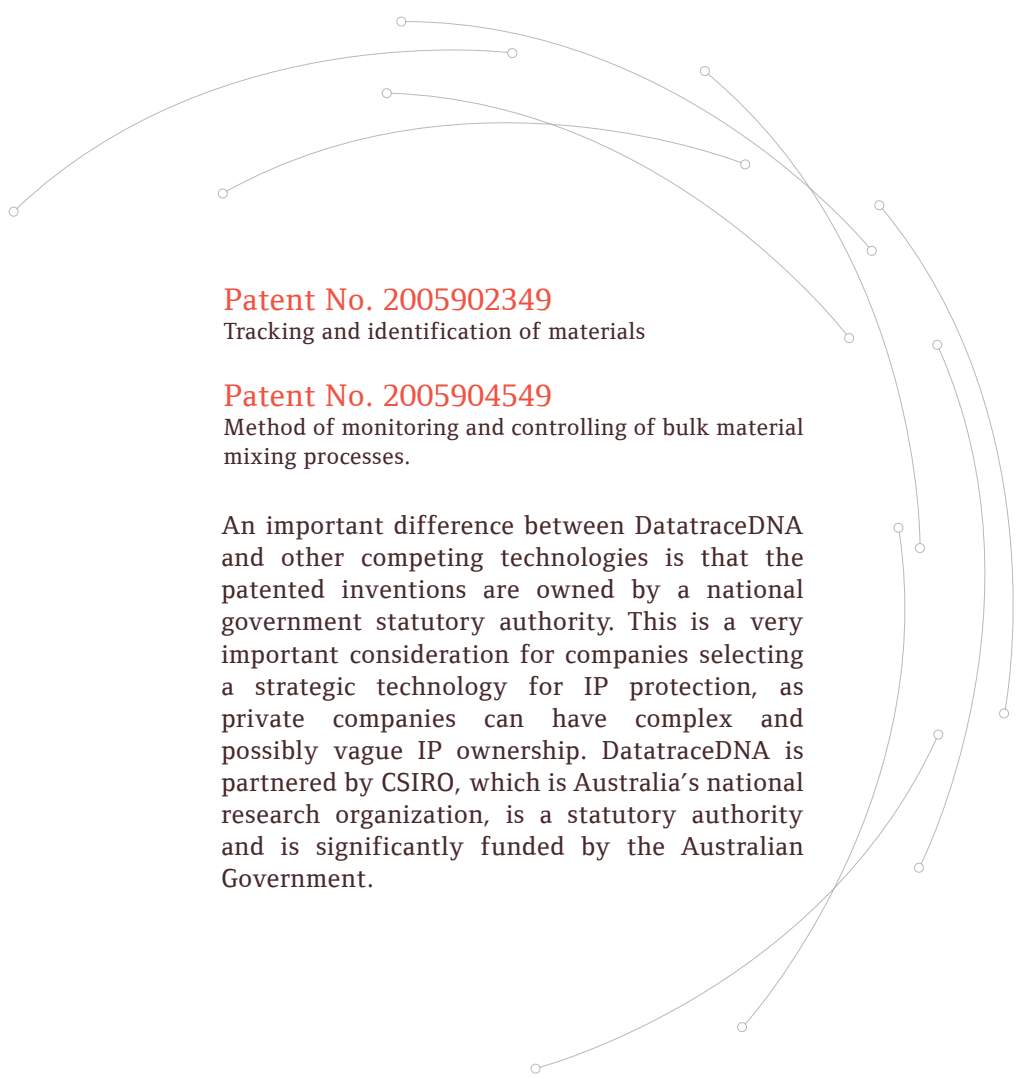 Patent No. 2005902349
Tracking and identification of materials
Patent No. 2005904549
Method of monitoring and controlling of bulk material
mixing processes.
An important difference between DatatraceDNA
and other competing technologies is that the
patented inventions are owned by a national
government statutory authority. This is a very
important consideration for companies selecting
a strategic technology for IP protection, as
private companies can have complex and
possibly vague IP ownership. DatatraceDNA is
partnered by CSIRO, which is Australia’s national
research organization, is a statutory authority
and is significantly funded by the Australian
Government.